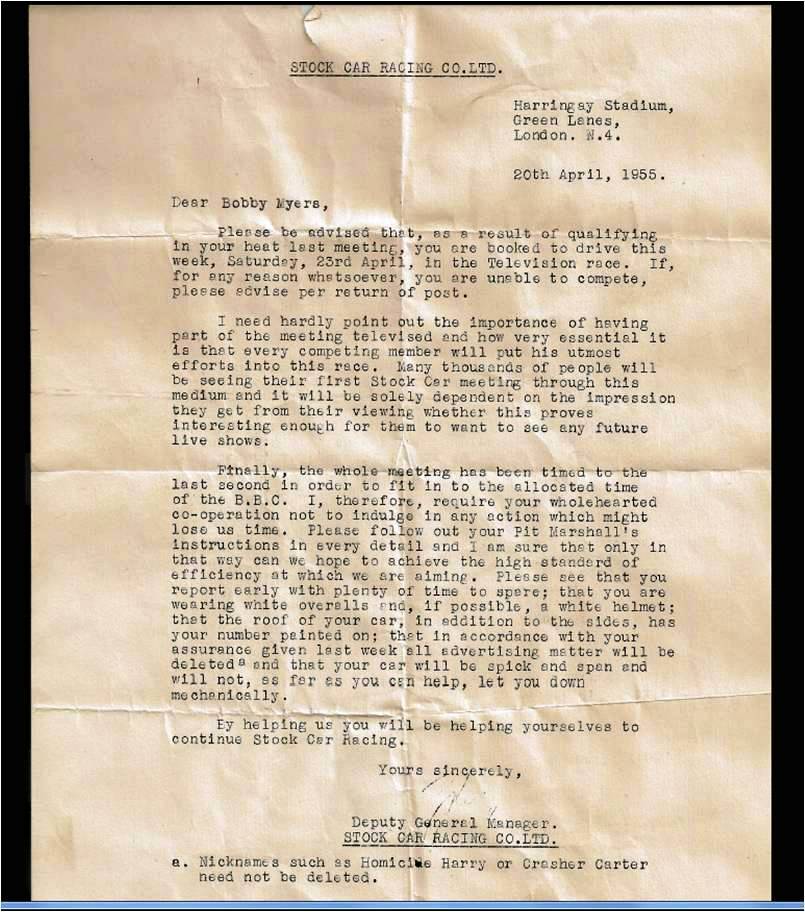 STOCK CAR RACING CO.LTD.
Harringay Stadium,
Green Lanes,
London. N.4.
20th April, 1955.
Dear Bobby Myers,
Please be advised that, as a result of qualifying
in your heat last meeting, you are booked to drive this
week, Saturday, 23rd April, in the Television race. If,
for any reason whatsoever, you are unable to compete,
please advise per return of post.
I need hardly point out the importance of having
part of the meeting televised and how very essential it
is that every competing member will put his utmost
efforts into this race. Many thousands of people will
be seeing their first Stock Car meeting through this
medium and it will be solely dependent on the impression
they get from their viewing whether this proves
interesting enough for them to want to see any future
live shows.
Finally, the whole meeting has been timed to the
last second in order to fit in to the allocated time
of the B.B.C. I, therefore, require your wholehearted
co-operation not to indulge in any action which might
lose us time. Please follow out your Pit Marshall's
instructions in every detail and I am sure that only in
that way can we hope to achieve the high standard of
efficiency at which we are aiming. Please see that you
report early with plenty of time to spare; that you are
wearing white overalls and, if possible, a white helmet;
that the roof of your car, in addition to the sides, has
your number painted on; that in accordance with your
assurance given last week all advertising matter will be
deleted a and that your car will be spick and span and
will not, as far as you can help, let you down
mechanically.
By helping us you will be helping yourselves to
continue Stock Car Racing.
Yours sincerely,
Deputy General Manager.
STOCK CAR RACING CO.LTD.
a. Nicknames such as Homicide Harry or Crasher Carter
need not be deleted.